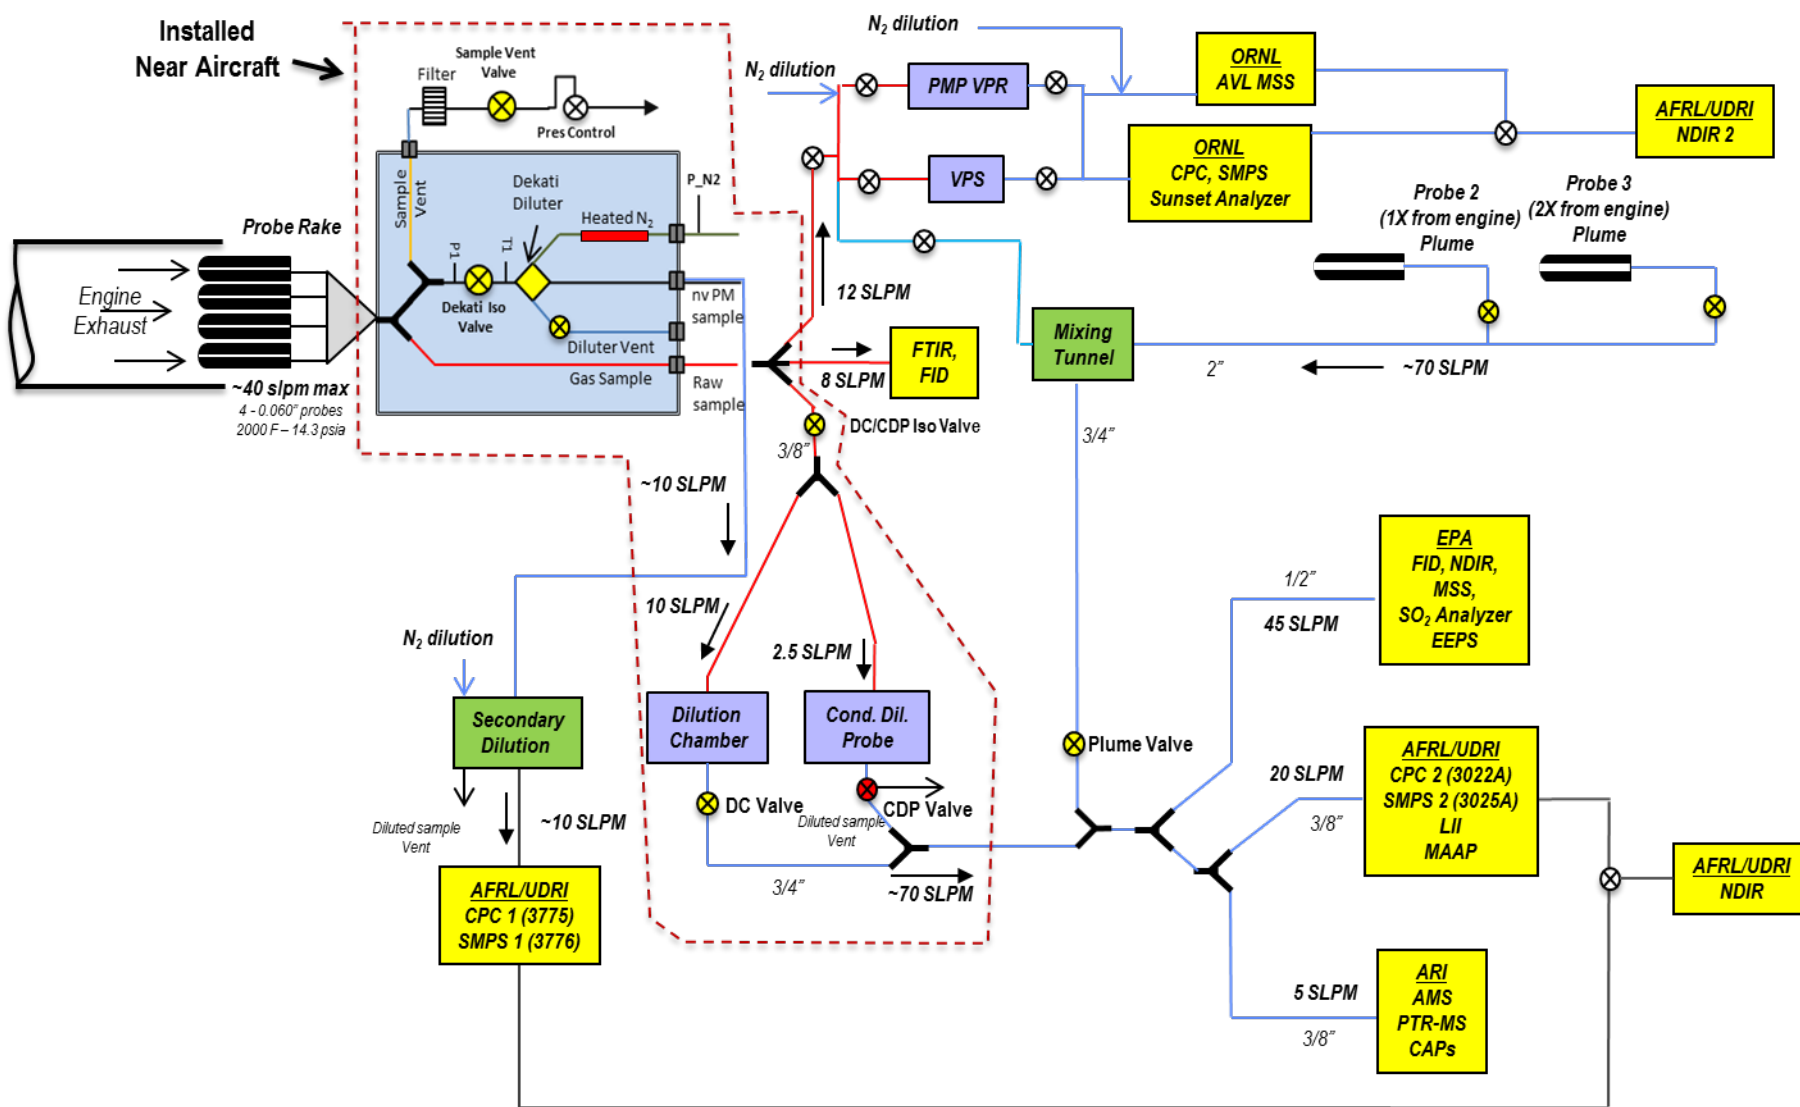 Installed
Near Aircraft
Sample Vent
Valve
Filter
Pres Control
N2 dilution
N2 dilution
PMP VPR
ORNL
AVL MSS
AFRL/UDRI
NDIR 2
ORNL
CPC, SMPS
Sunset Analyzer
VPS
Sample
Vent
Dekati
Diluter
P_N2
Heated N2
P1
T1
Dekati Iso
Valve
nv PM
sample
Diluter Vent
Gas Sample
Raw
sample
Probe Rake
Engine
Exhaust
~40 slpm max
4 - 0.060" probes
2000 F – 14.3 psia
Probe 2
(1X from engine)
Plume
Probe 3
(2X from engine)
Plume
12 SLPM
8 SLPM
FTIR,
FID
Mixing
Tunnel
2"
~70 SLPM
DC/CDP Iso Valve
3/8"
3/4"
~10 SLPM
10 SLPM
2.5 SLPM
N2 dilution
Secondary
Dilution
Dilution
Chamber
Cond. Dil.
Probe
DC Valve
CDP Valve
Diluted sample
Vent
Diluted sample
Vent
~10 SLPM
3/4"
~70 SLPM
AFRL/UDRI
CPC 1 (3775)
SMPS 1 (3776)
Plume Valve
1/2"
45 SLPM
EPA
FID, NDIR,
MSS,
SO2 Analyzer
EEPS
20 SLPM
3/8"
AFRL/UDRI
CPC 2 (3022A)
SMPS 2 (3025A)
LII
MAAP
AFRL/UDRI
NDIR
5 SLPM
3/8"
ARI
AMS
PTR-MS
CAPs